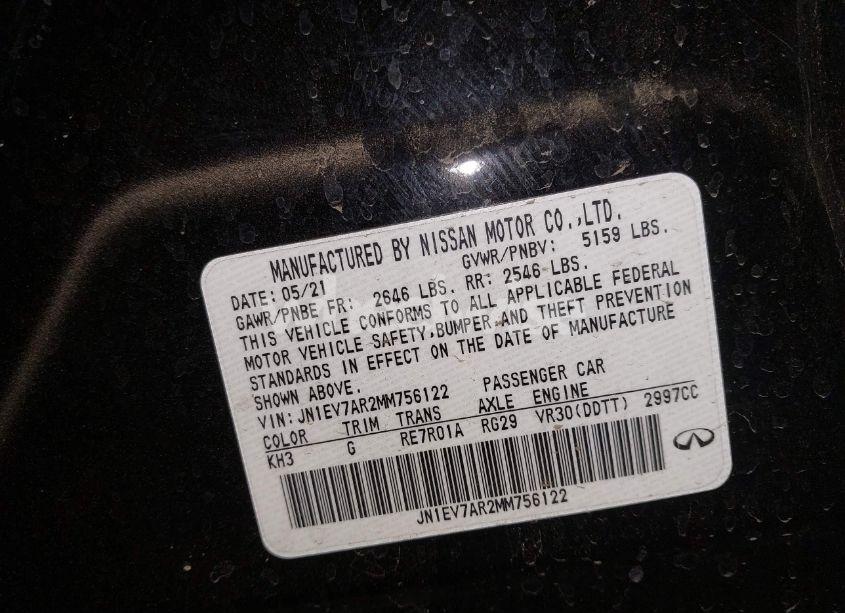 MANUFACTURED BY NISSAN MOTOR CO.,LTD.
DATE: 05/21 GVWR/PNBV: 5159 LBS.
GAWR/PNBE FR: 2646 LBS. RR: 2546 LBS.
THIS VEHICLE CONFORMS TO ALL APPLICABLE FEDERAL
MOTOR VEHICLE SAFETY,BUMPER,AND THEFT PREVENTION
STANDARDS IN EFFECT ON THE DATE OF MANUFACTURE
SHOWN ABOVE.
VIN: JN1EV7AR2MM756122 PASSENGER CAR
COLOR TRIM TRANS AXLE ENGINE
KH3 G RE7R01A RG29 VR30(DDTT) 2997CC
JN1EV7AR2MM756122